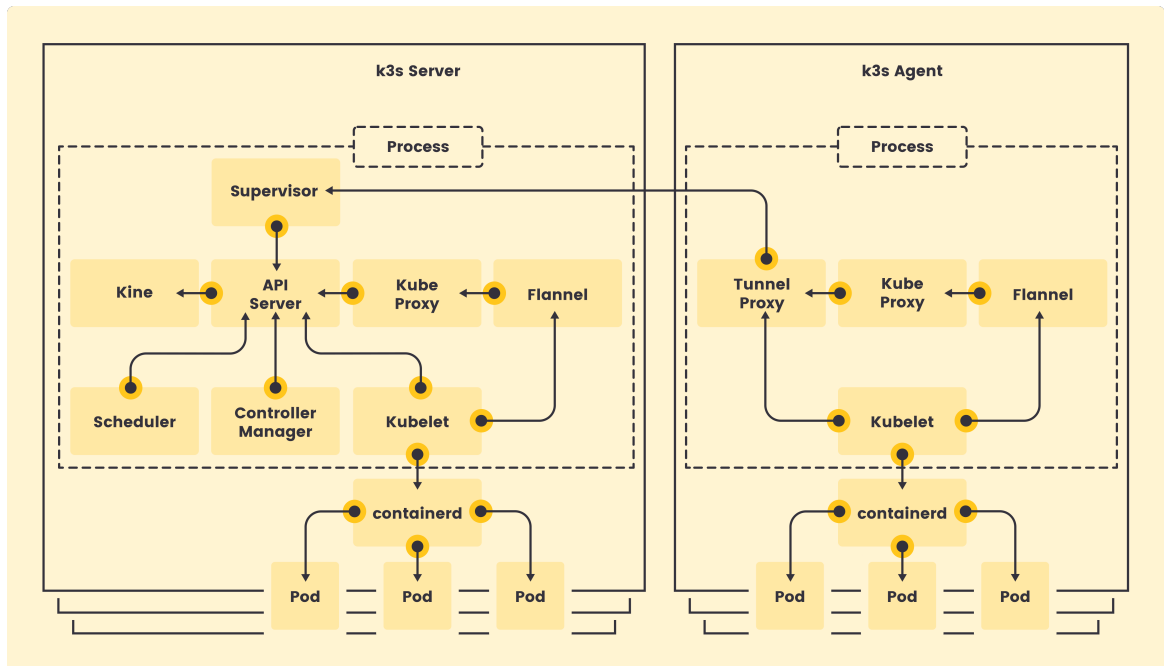 k3s Server
Process
Supervisor
Kine
API
Server
Kube
Proxy
Flannel
Scheduler
Controller
Manager
Kubelet
containerd
Pod
Pod
Pod
k3s Agent
Process
Tunnel
Proxy
Kube
Proxy
Flannel
Kubelet
containerd
Pod
Pod
Pod